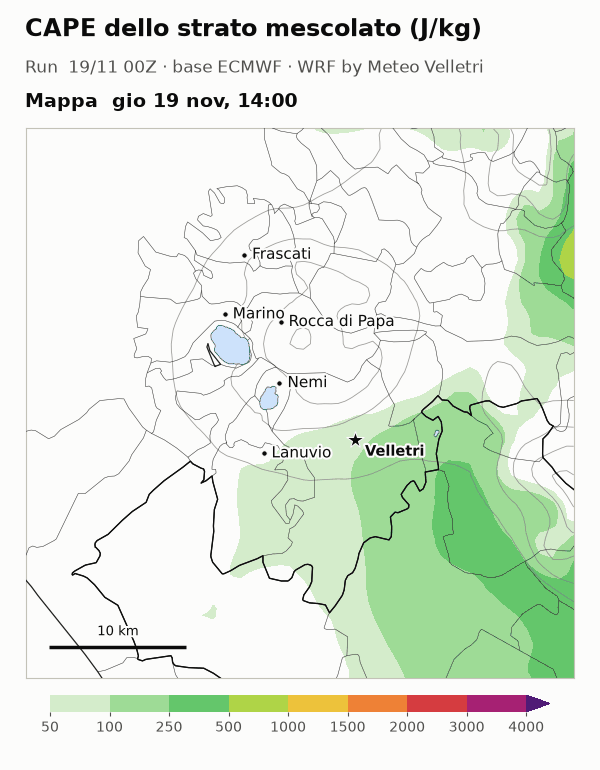 CAPE dello strato mescolato (J/kg)
Run  19/11 00Z · base ECMWF · WRF by Meteo Velletri
Mappa  gio 19 nov, 14:00
Frascati
Marino
Rocca di Papa
Nemi
Velletri
Lanuvio
10 km
50 100 250 500 1000 1500 2000 3000 4000